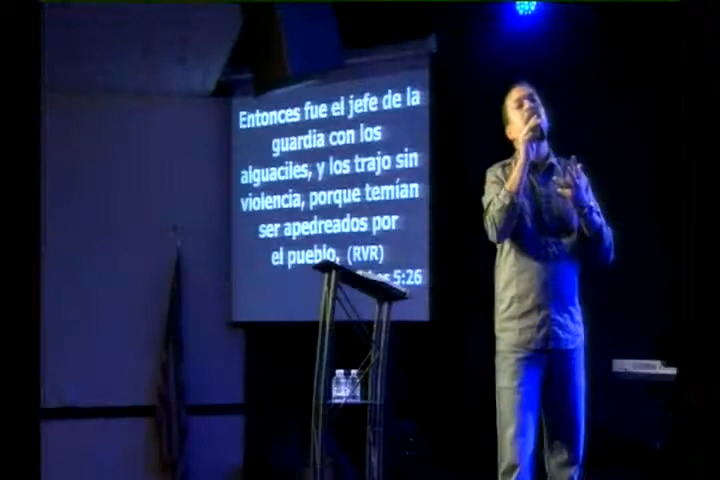 Entonces fue el jefe de la
guardia con los
alguaciles, y los trajo sin
violencia, porque temían
ser apedreados por
el pueblo. (RVR)
5:26